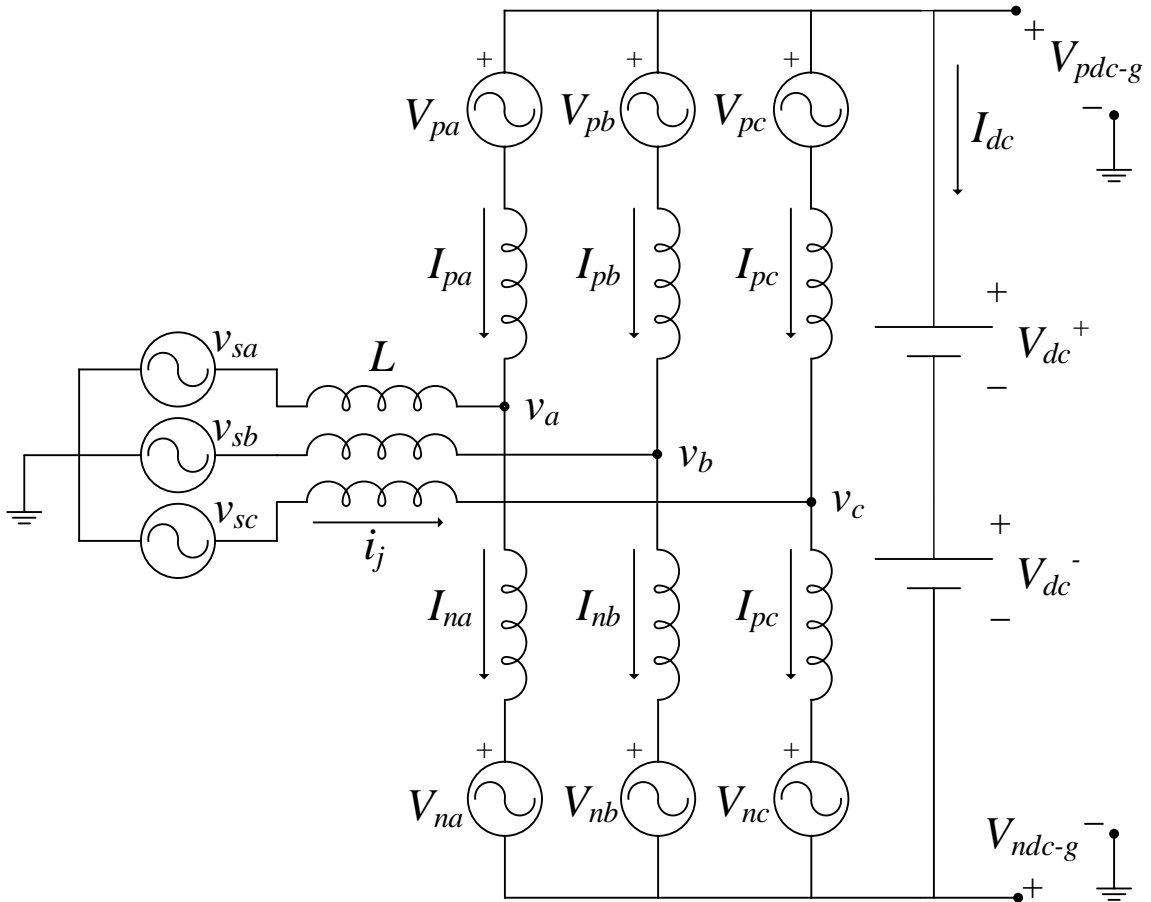 + + + +
V_pa V_pb V_pc V_pdc-g
−
I_dc
I_pa I_pb I_pc
+
V_dc^+
−
v_sa L v_a
v_sb v_b
v_sc v_c
i_j
+
V_dc^-
−
I_na I_nb I_pc
+ + +
V_na V_nb V_nc V_ndc-g −
+